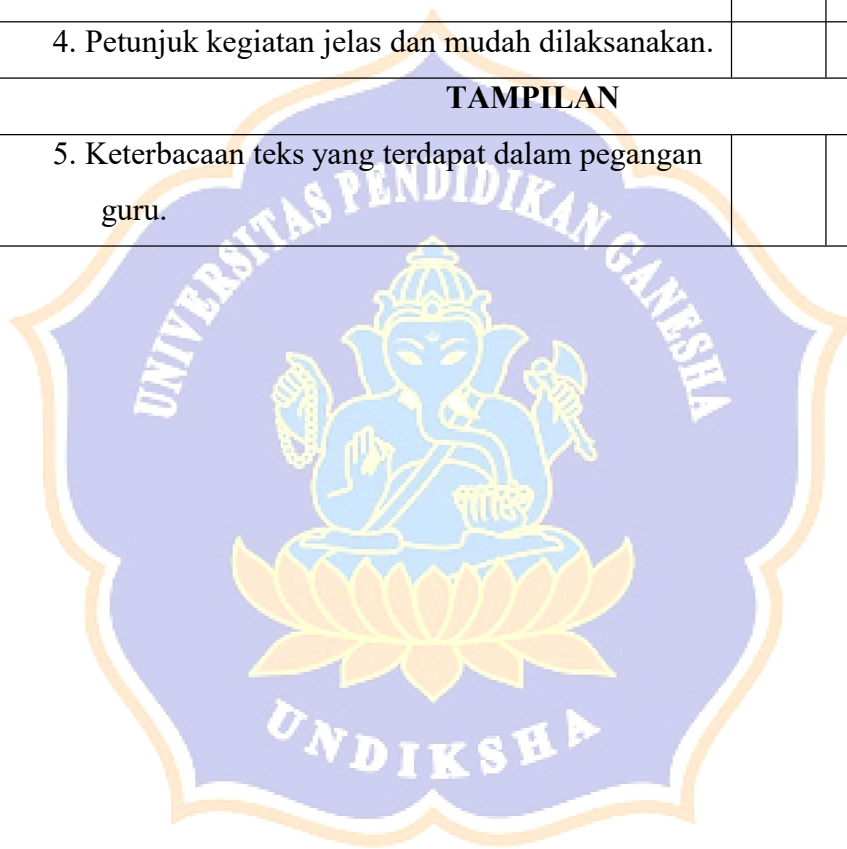 4. Petunjuk kegiatan jelas dan mudah dilaksanakan.
TAMPILAN
5. Keterbacaan teks yang terdapat dalam pegangan
guru.
UNIVERSITAS PENDIDIKAN GANESHA
UNDIKSHA